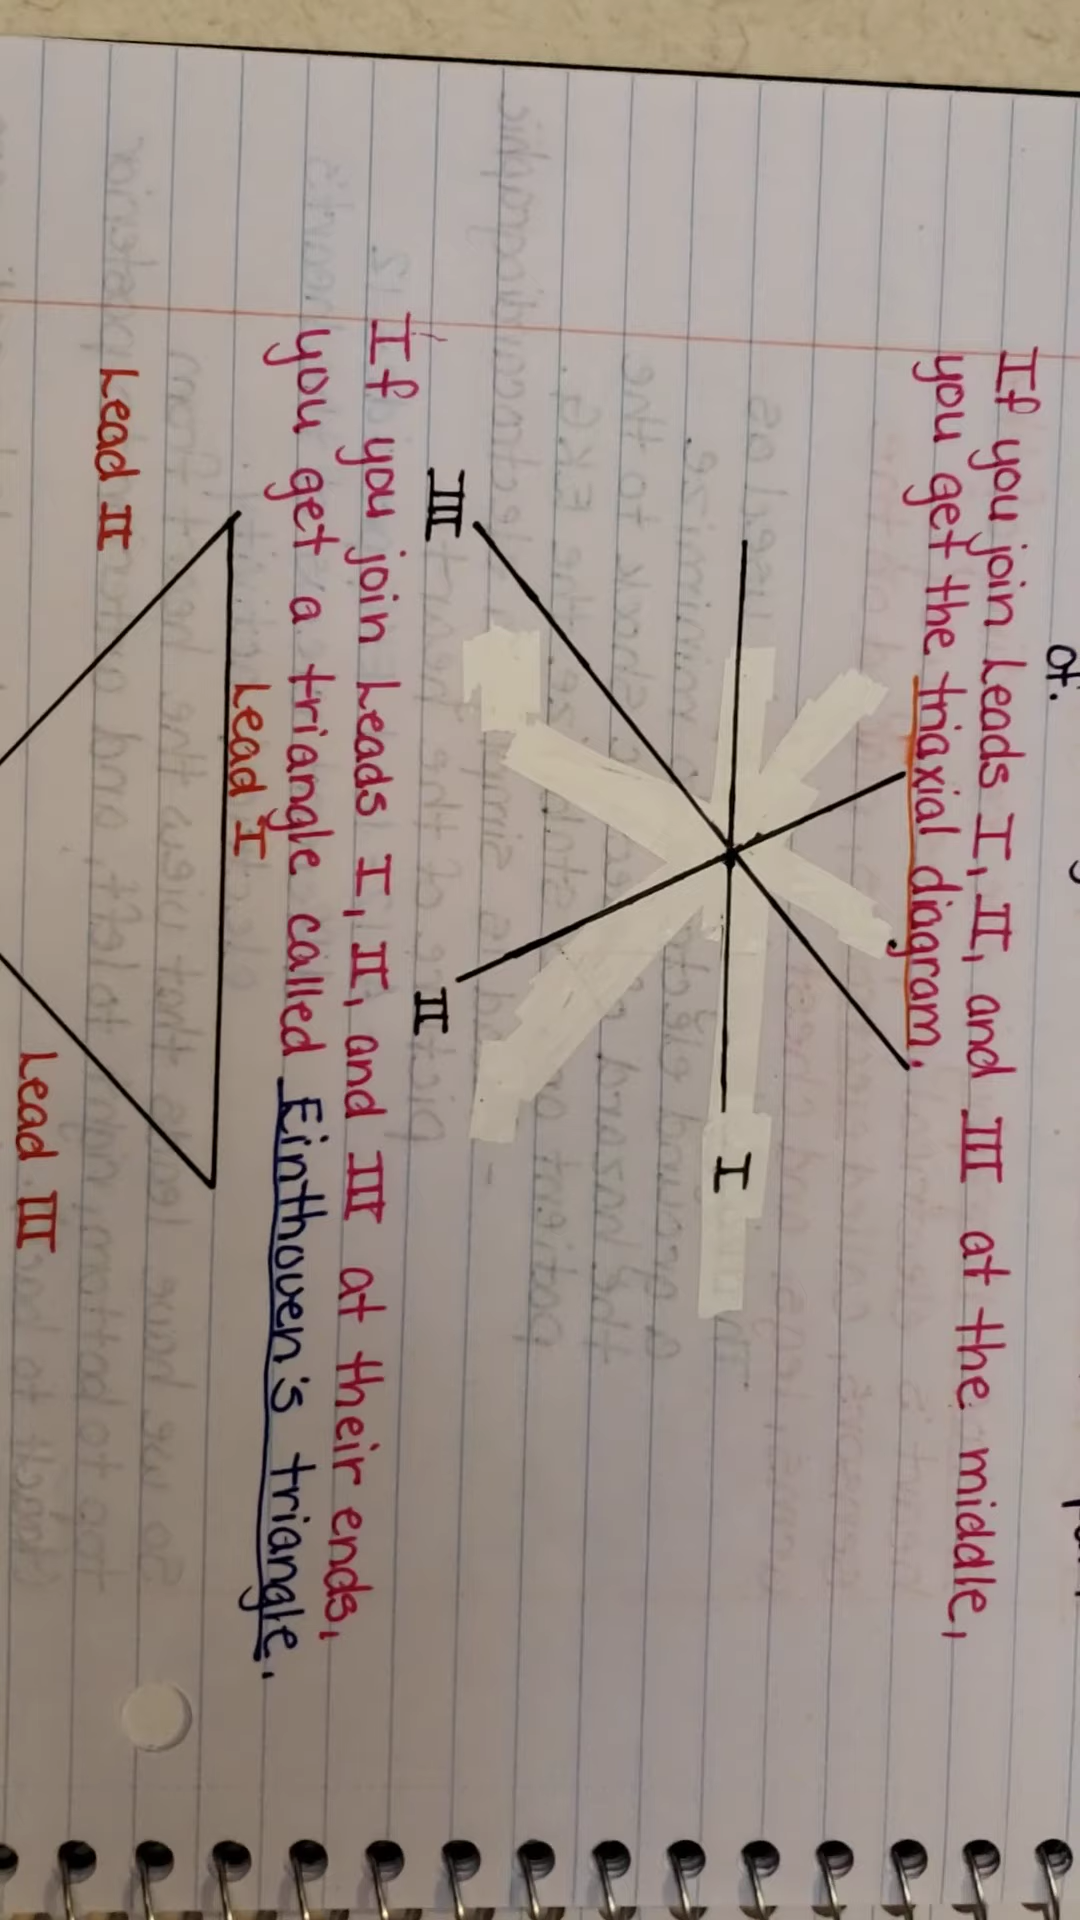 of.
If you join Leads I, II, and III at the middle,
you get the triaxial diagram.
I
III
II
If you join Leads I, II, and III at their ends,
you get a triangle called Einthoven's triangle.
Lead I
Lead II
Lead III